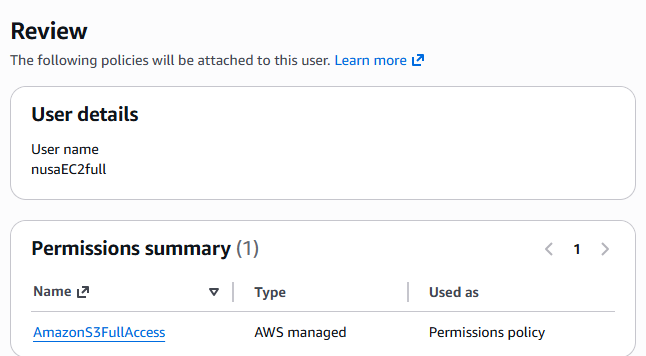 Review
The following policies will be attached to this user. Learn more
User details
User name
nusaEC2full
Permissions summary (1)
1
Name
Type
Used as
AmazonS3FullAccess
AWS managed
Permissions policy